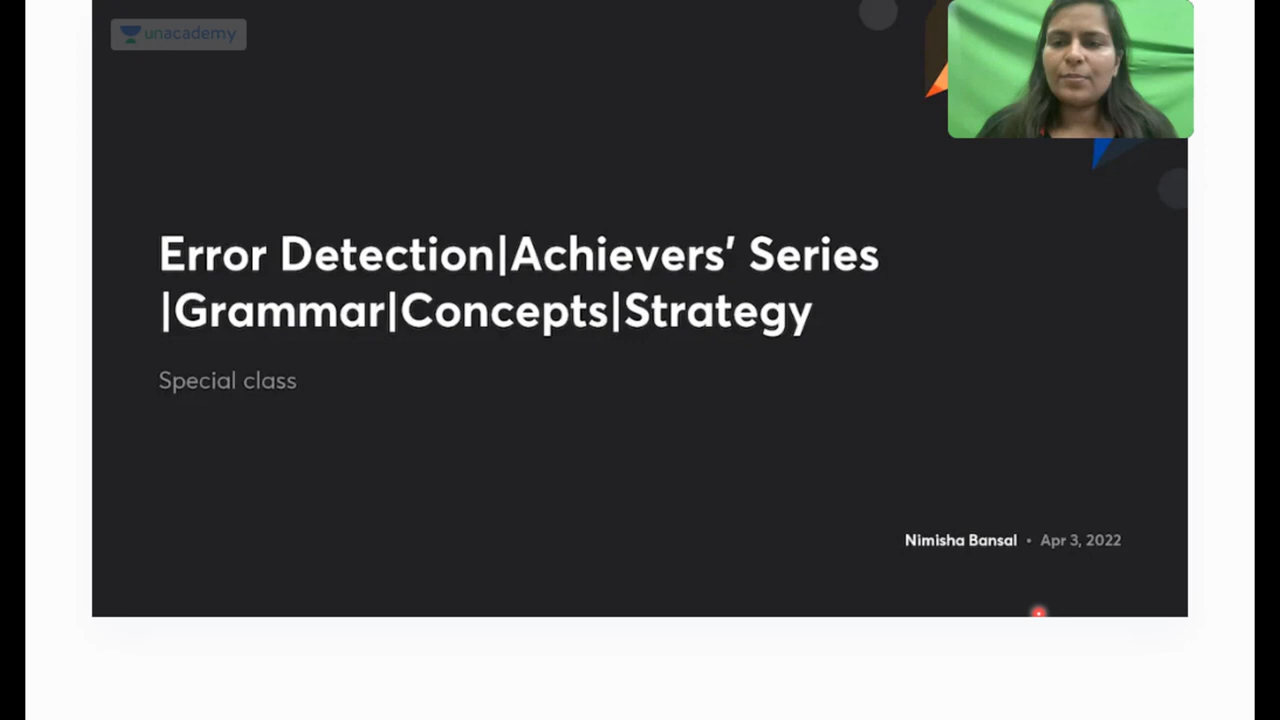 unacademy
Error Detection|Achievers' Series
|Grammar|Concepts|Strategy
Special class
Nimisha Bansal • Apr 3, 2022